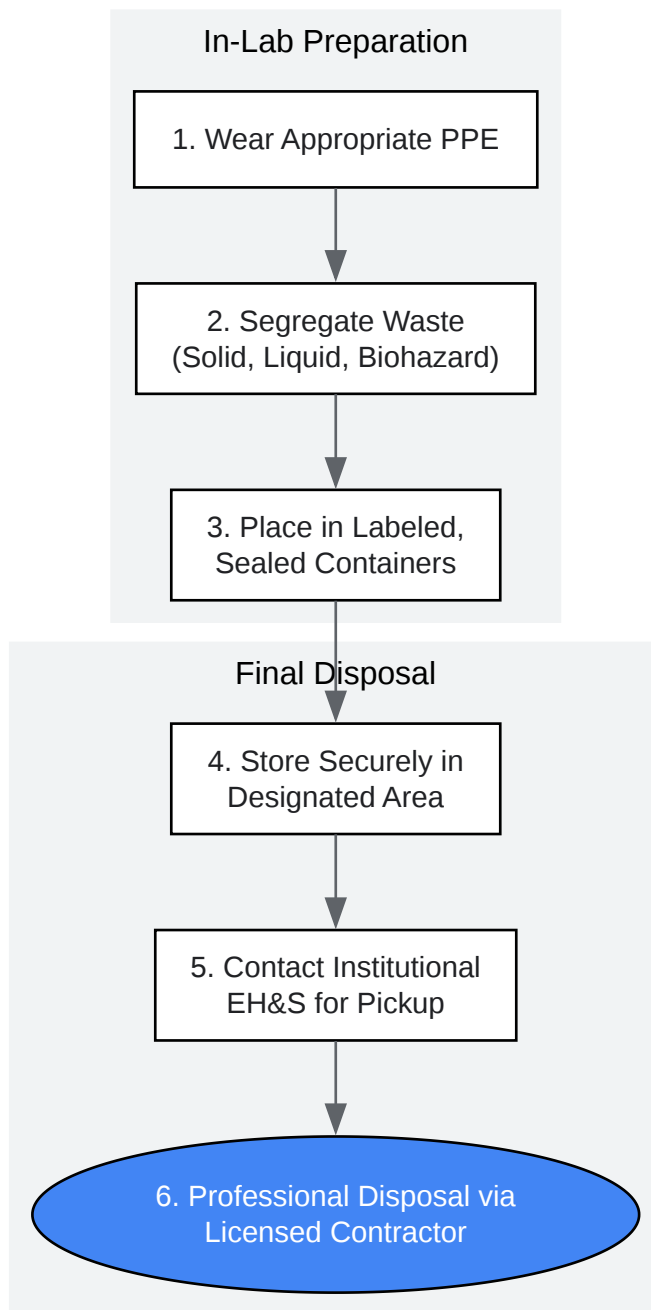 In-Lab Preparation
1. Wear Appropriate PPE
2. Segregate Waste
(Solid, Liquid, Biohazard)
3. Place in Labeled,
Sealed Containers
Final Disposal
4. Store Securely in
Designated Area
5. Contact Institutional
EH&S for Pickup
6. Professional Disposal via
Licensed Contractor